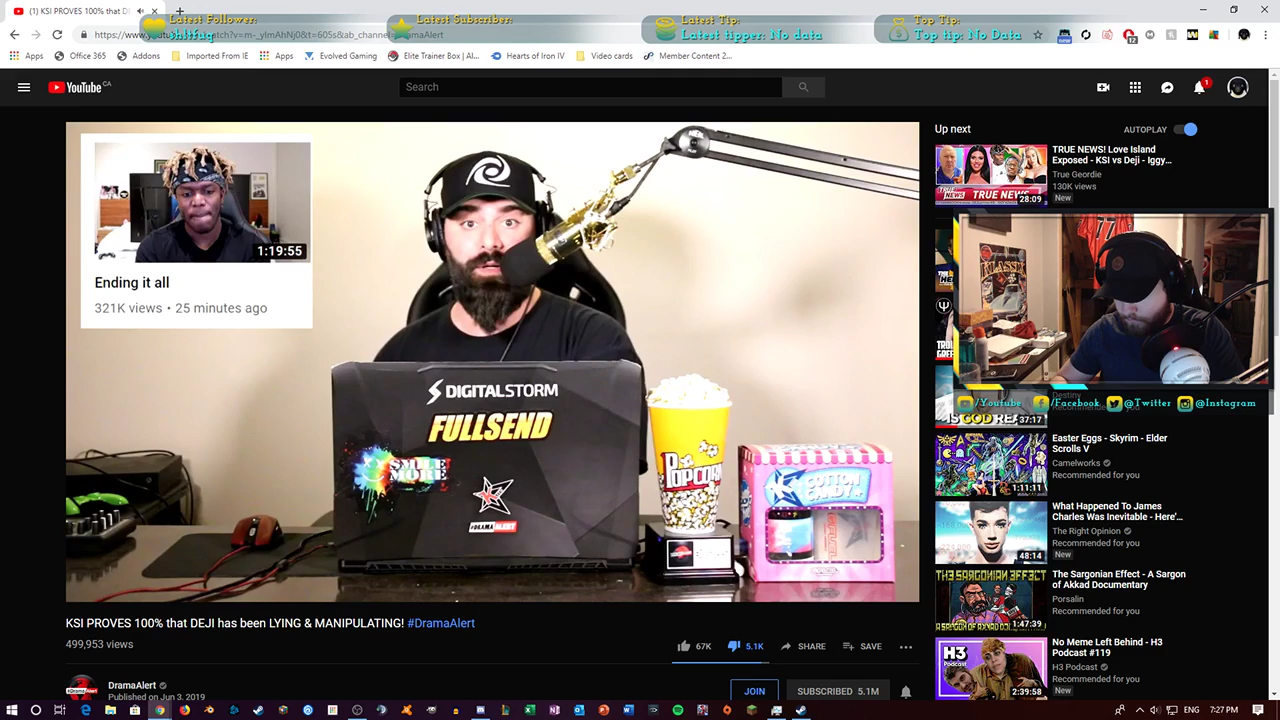 KSI PROVES 100% that DE
Latest Follower:
Latest Subscriber:
Latest Tip:
Latest tipper: No data
Top Tip:
Top tip: No Data
Apps
Office 365
Addons
Imported From IE
Apps
Evolved Gaming
Elite Trainer Box | Al...
Hearts of Iron IV
Video cards
Member Content 2...
YouTube CA
Search
1
1:19:55
Ending it all
321K views • 25 minutes ago
DIGITALSTORM
FULLSEND
SMILE
MORE
#DRAMAALERT
POPCORN
COTTON
CANDY
KSI PROVES 100% that DEJI has been LYING & MANIPULATING! #DramaAlert
499,953 views
67K
5.1K
SHARE
SAVE
DramaAlert
Published on Jun 3, 2019
JOIN
SUBSCRIBED 5.1M
Up next
AUTOPLAY
TRUE NEWS
28:09
TRUE NEWS! Love Island
Exposed - KSI vs Deji - Iggy...
True Geordie
130K views
New
KLASSIK
/Youtube
/Facebook
@Twitter
@Instagram
Destiny
37:17
1:11:11
Easter Eggs - Skyrim - Elder
Scrolls V
Camelworks
Recommended for you
48:14
What Happened To James
Charles Was Inevitable - Here'...
The Right Opinion
Recommended for you
New
THE SARGONIAN EFFECT
1:47:39
The Sargonian Effect - A Sargon
of Akkad Documentary
Porsalin
Recommended for you
H3
Podcast
2:39:58
No Meme Left Behind - H3
Podcast #119
H3 Podcast
Recommended for you
New
ENG
7:27 PM